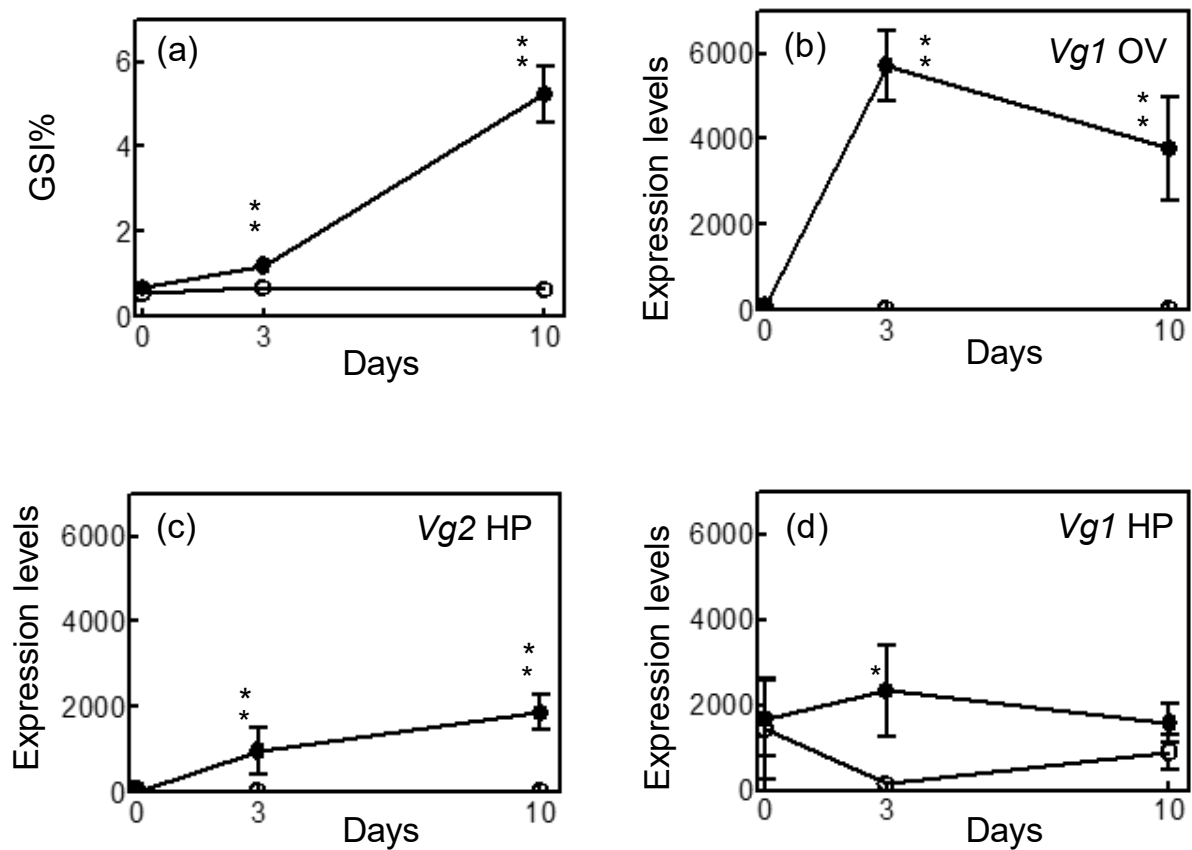 (a)
GSI%
6
4
2
0
0 3 10
Days
**
**
(b)
Vg1 OV
Expression levels
6000
4000
2000
0
0 3 10
Days
**
**
(c)
Vg2 HP
Expression levels
6000
4000
2000
0
0 3 10
Days
**
**
(d)
Vg1 HP
Expression levels
6000
4000
2000
0
0 3 10
Days
*